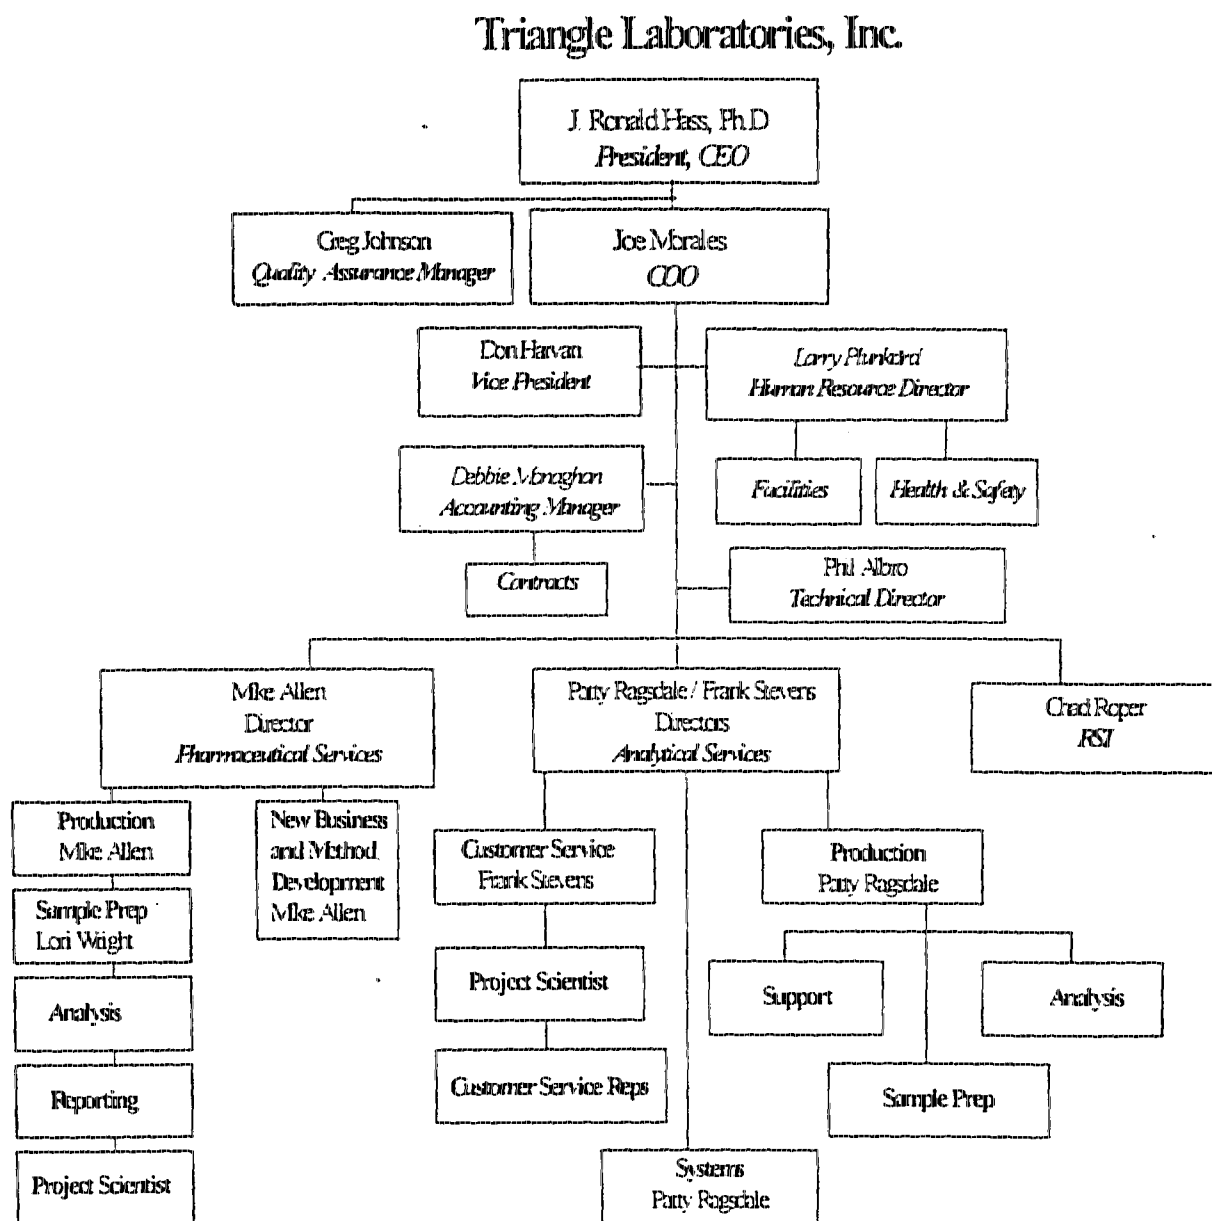 Triangle Laboratories, Inc.
J. Ronald Hass, Ph.D
President, CEO
Greg Johnson
Quality Assurance Manager
Joe Morales
COO
Don Harvan
Vice President
Larry Plunkard
Human Resource Director
Debbie Monaghan
Accounting Manager
Facilities
Health & Safety
Contracts
Phil Albro
Technical Director
Mike Allen
Director
Pharmaceutical Services
Patty Ragsdale / Frank Stevens
Directors
Analytical Services
Chad Roper
RSI
Production
Mike Allen
New Business
and Method
Development
Mike Allen
Customer Service
Frank Stevens
Production
Patty Ragsdale
Sample Prep
Lori Wright
Project Scientist
Support
Analysis
Analysis
Customer Service Reps
Sample Prep
Reporting
Project Scientist
Systems
Patty Ragsdale